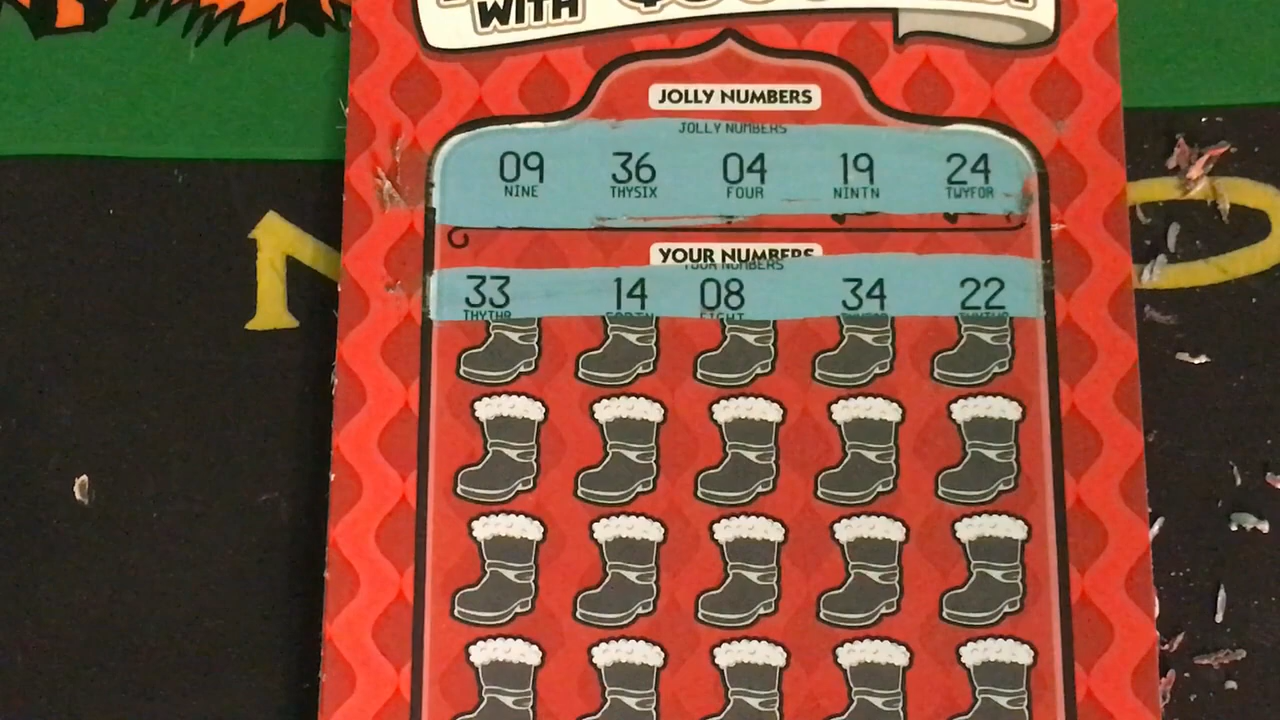 WITH
JOLLY NUMBERS
JOLLY NUMBERS
09 36 04 19 24
NINE THYSIX FOUR NINTN TWYFOR
YOUR NUMBERS
YOUR NUMBERS
33 14 08 34 22
THYTHR EIGHT